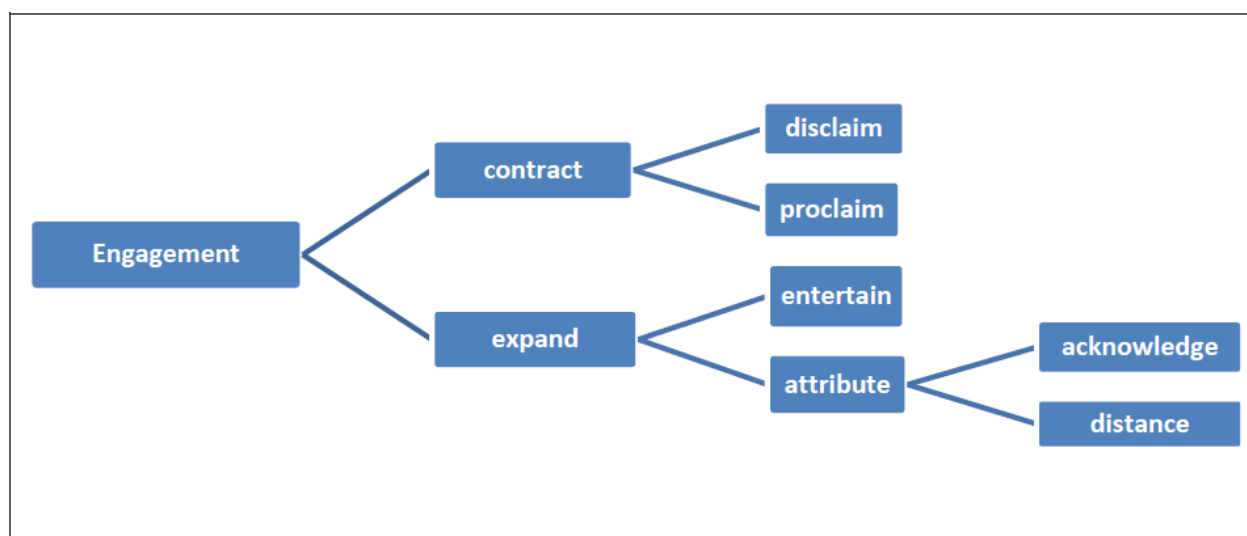 Engagement
contract
disclaim
proclaim
expand
entertain
attribute
acknowledge
distance